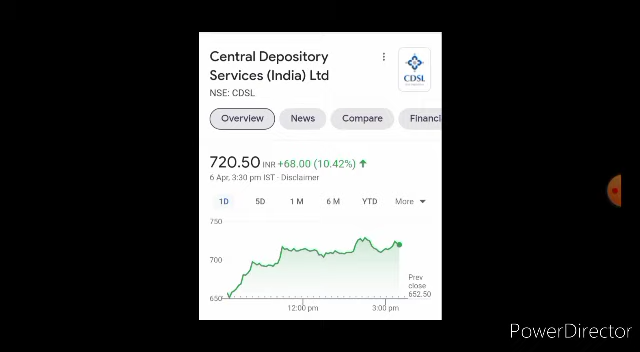 Central Depository
Services (India) Ltd
NSE: CDSL
CDSL
Overview News Compare Financi
720.50 INR +68.00 (10.42%) ↑
6 Apr, 3:30 pm IST · Disclaimer
1D 5D 1 M 6 M YTD More
750
700
650
Prev
close
652.50
12:00 pm 3:00 pm
PowerDirector